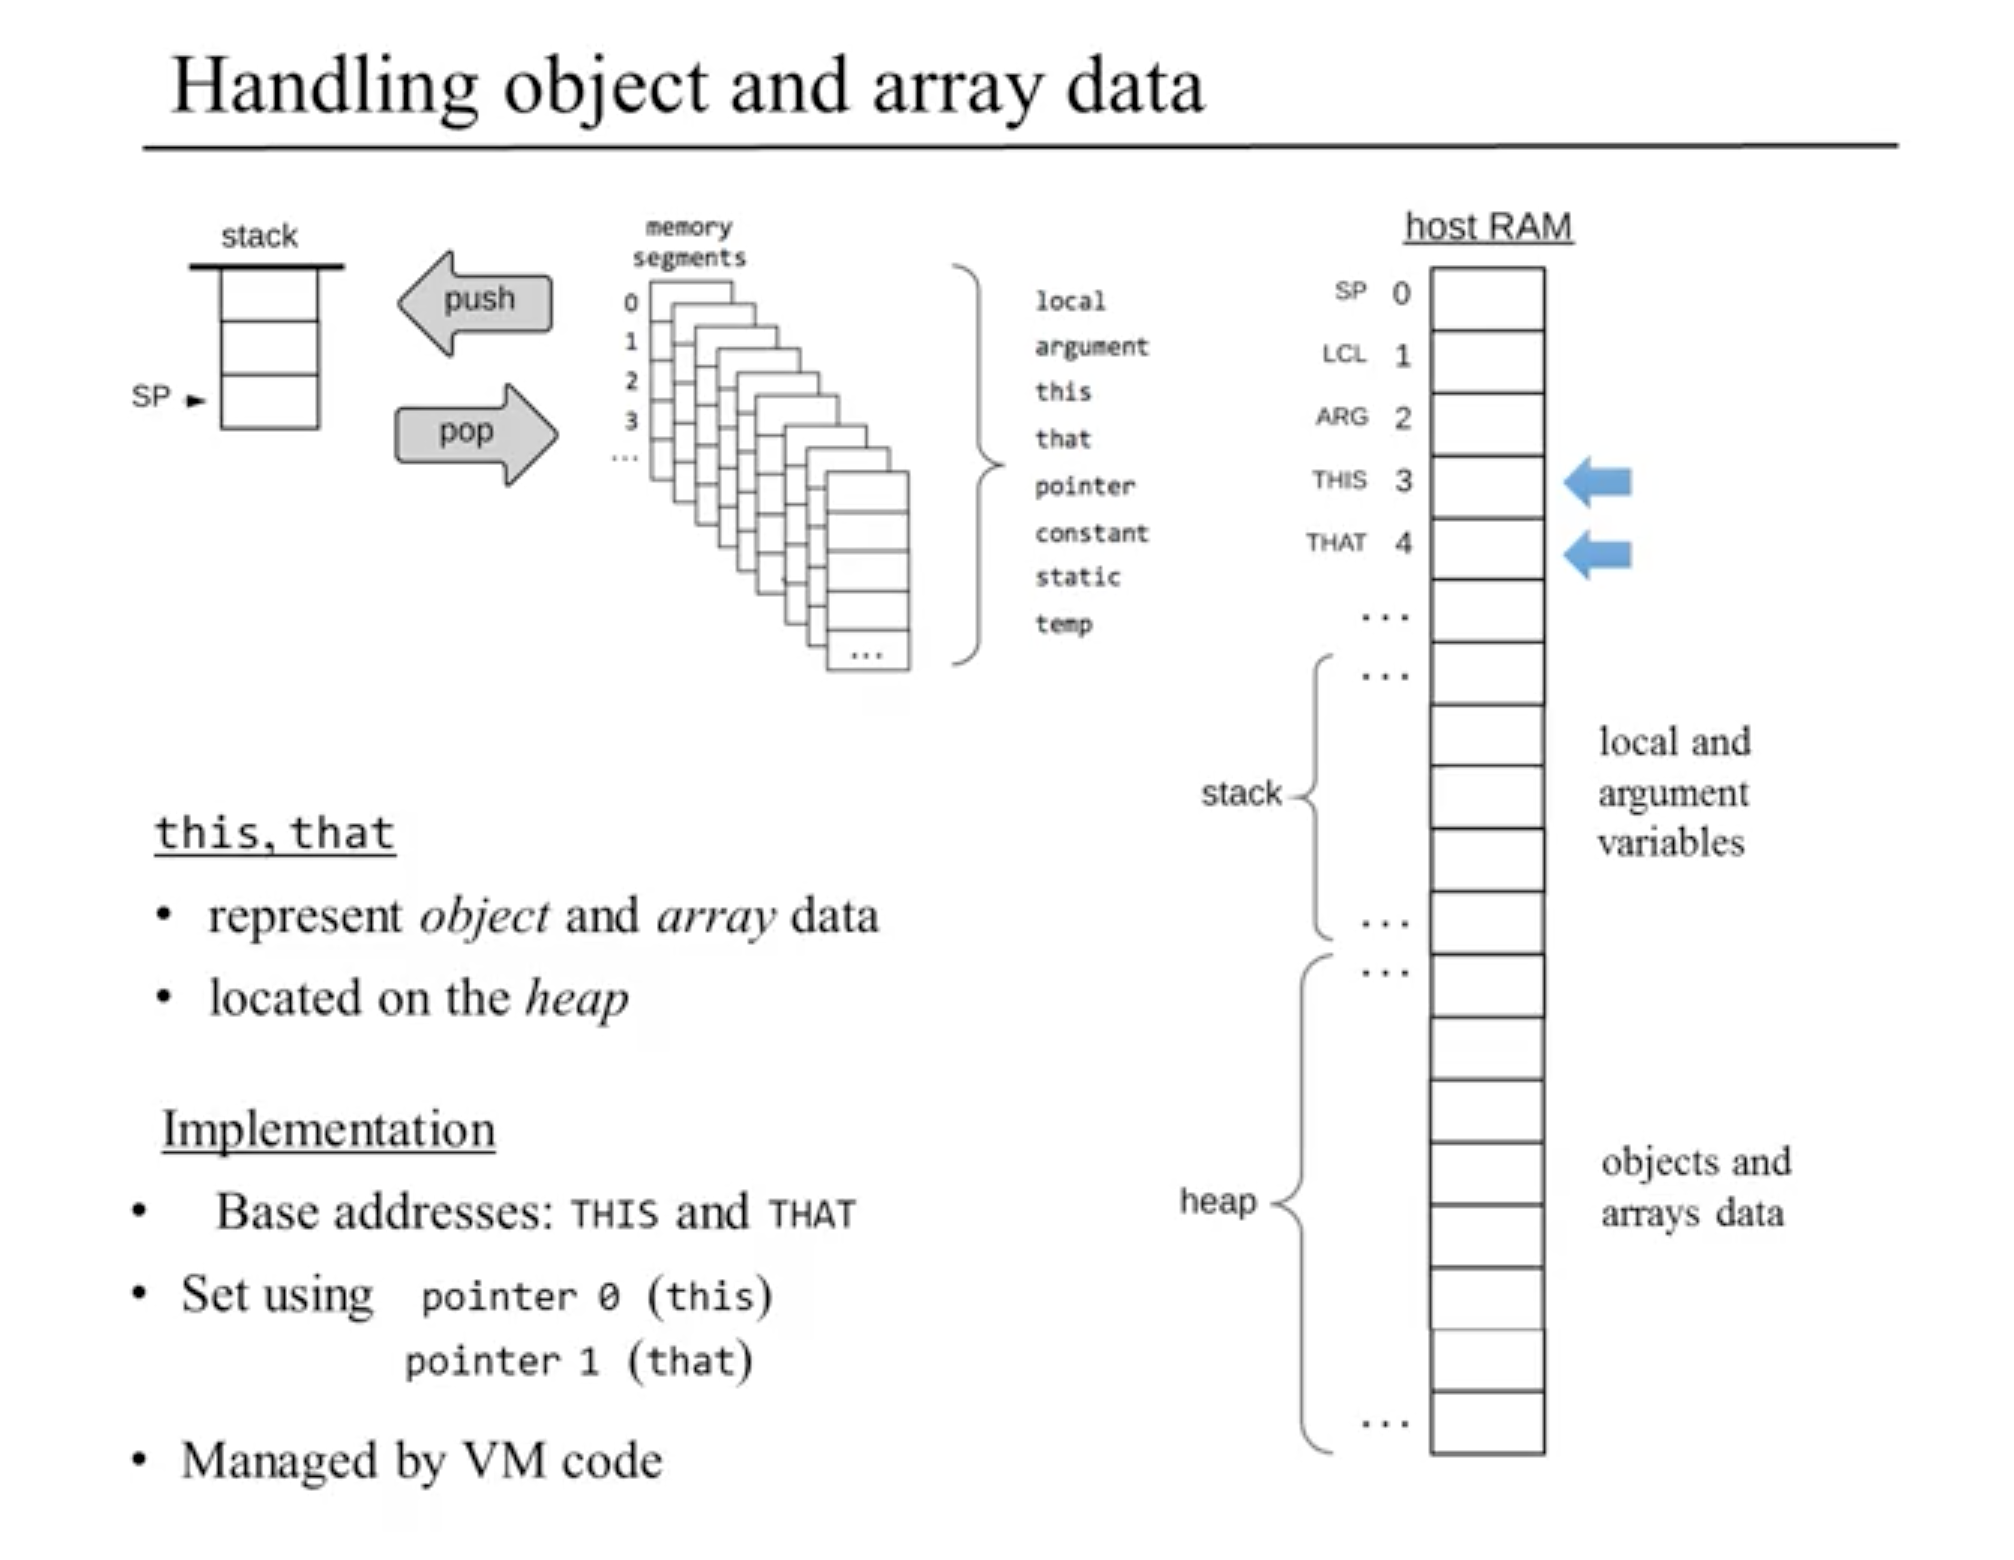 Handling object and array data
stack
SP
push
pop
memory
segments
0
1
2
3
...
...
local
argument
this
that
pointer
constant
static
temp
host RAM
SP 0
LCL 1
ARG 2
THIS 3
THAT 4
...
...
stack
...
local and
argument
variables
...
heap
...
objects and
arrays data
this, that
• represent object and array data
• located on the heap
Implementation
• Base addresses: THIS and THAT
• Set using pointer 0 (this)
pointer 1 (that)
• Managed by VM code